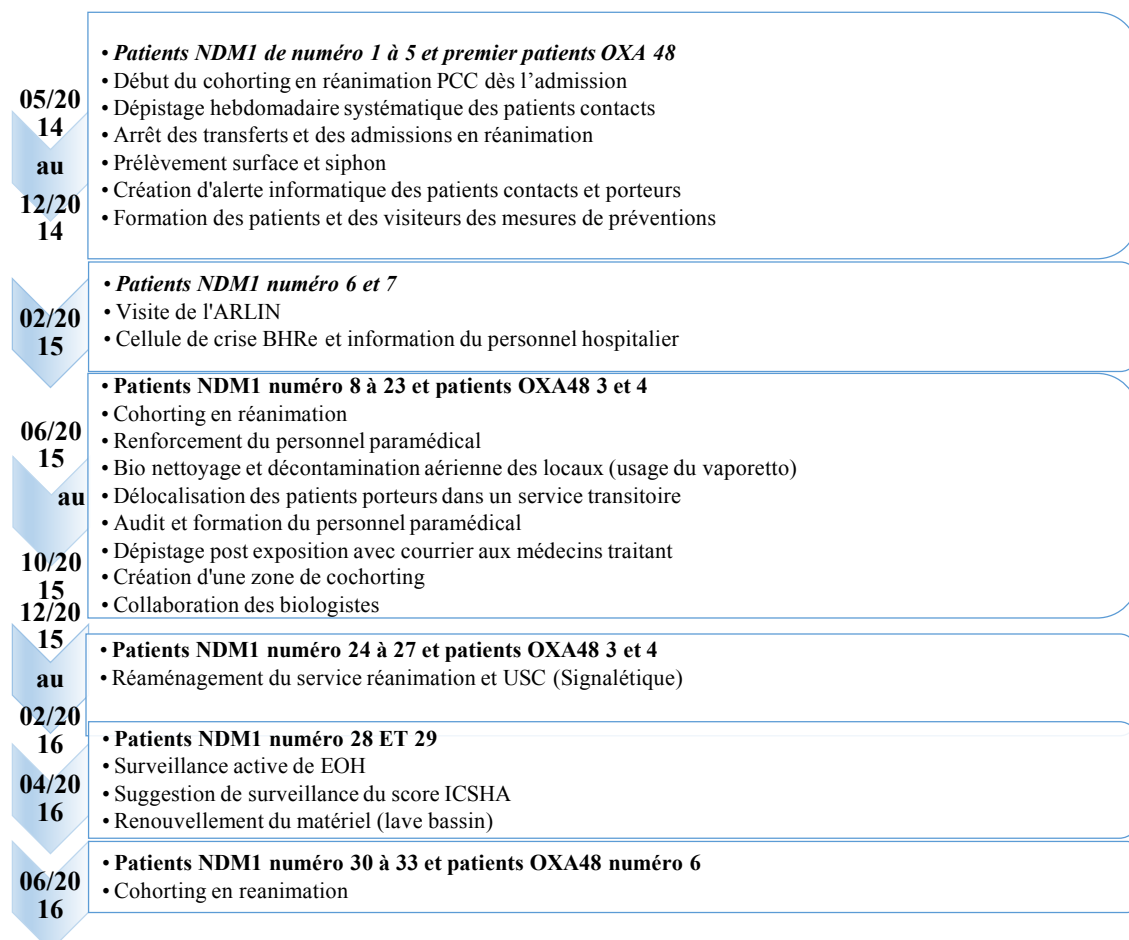 05/20
14
au
12/20
14
• Patients NDM1 de numéro 1 à 5 et premier patients OXA 48
• Début du cohorting en réanimation PCC dès l’admission
• Dépistage hebdomadaire systématique des patients contacts
• Arrêt des transferts et des admissions en réanimation
• Prélèvement surface et siphon
• Création d'alerte informatique des patients contacts et porteurs
• Formation des patients et des visiteurs des mesures de préventions
02/20
15
• Patients NDM1 numéro 6 et 7
• Visite de l'ARLIN
• Cellule de crise BHRe et information du personnel hospitalier
06/20
15
au
10/20
15
• Patients NDM1 numéro 8 à 23 et patients OXA48 3 et 4
• Cohorting en réanimation
• Renforcement du personnel paramédical
• Bio nettoyage et décontamination aérienne des locaux (usage du vaporetto)
• Délocalisation des patients porteurs dans un service transitoire
• Audit et formation du personnel paramédical
• Dépistage post exposition avec courrier aux médecins traitant
• Création d'une zone de cochorting
• Collaboration des biologistes
12/20
15
au
02/20
16
• Patients NDM1 numéro 24 à 27 et patients OXA48 3 et 4
• Réaménagement du service réanimation et USC (Signalétique)
04/20
16
• Patients NDM1 numéro 28 ET 29
• Surveillance active de EOH
• Suggestion de surveillance du score ICSHA
• Renouvellement du matériel (lave bassin)
06/20
16
• Patients NDM1 numéro 30 à 33 et patients OXA48 numéro 6
• Cohorting en reanimation